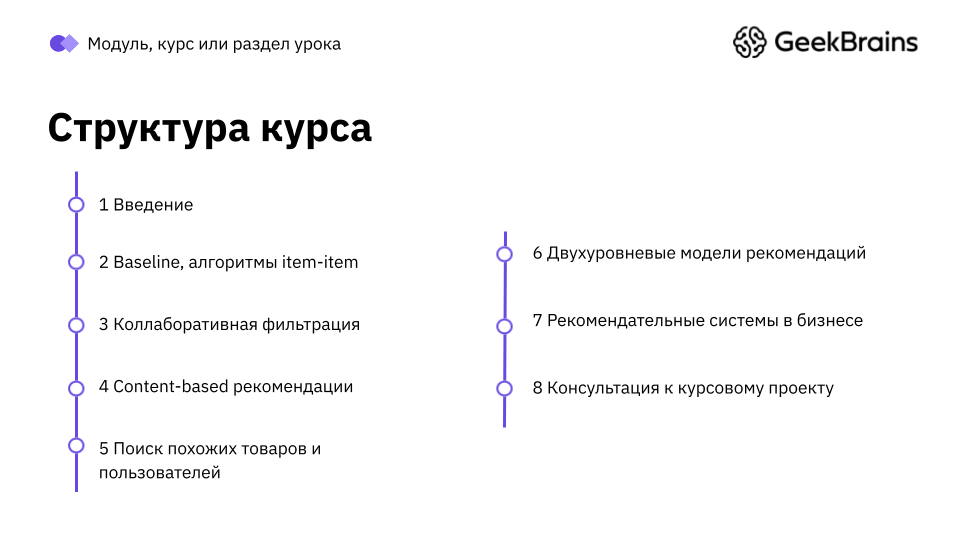 Модуль, курс или раздел урока
GeekBrains
Структура курса
1 Введение
2 Baseline, алгоритмы item-item
3 Коллаборативная фильтрация
4 Content-based рекомендации
5 Поиск похожих товаров и
пользователей
6 Двухуровневые модели рекомендаций
7 Рекомендательные системы в бизнесе
8 Консультация к курсовому проекту